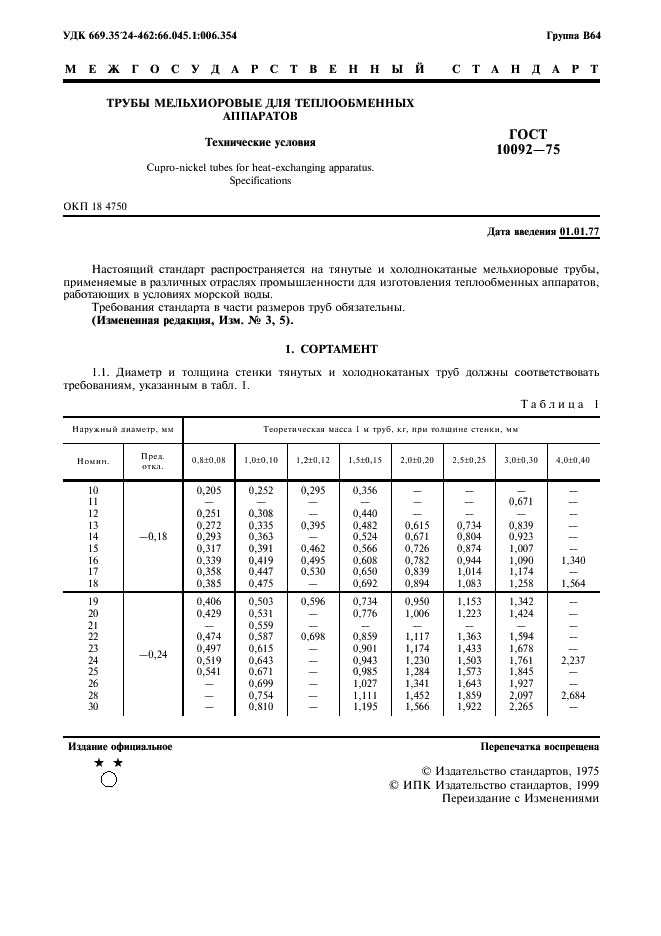 УДК 669.35′24-462:66.045.1:006.354 Группа В64
МЕЖГОСУДАРСТВЕННЫЙ СТАНДАРТ
ТРУБЫ МЕЛЬХИОРОВЫЕ ДЛЯ ТЕПЛООБМЕННЫХ
АППАРАТОВ
Технические условия
Cupro-nickel tubes for heat-exchanging apparatus.
Specifications
ГОСТ
10092—75
ОКП 18 4750
Дата введения 01.01.77
Настоящий стандарт распространяется на тянутые и холоднокатаные мельхиоровые трубы,
применяемые в различных отраслях промышленности для изготовления теплообменных аппаратов,
работающих в условиях морской воды.
Требования стандарта в части размеров труб обязательны.
(Измененная редакция, Изм. № 3, 5).
1. СОРТАМЕНТ
1.1. Диаметр и толщина стенки тянутых и холоднокатаных труб должны соответствовать
требованиям, указанным в табл. 1.
Таблица 1
Наружный диаметр, мм Теоретическая масса 1 м труб, кг, при толщине стенки, мм
Номин. Пред. откл. 0,8±0,08 1,0±0,10 1,2±0,12 1,5±0,15 2,0±0,20 2,5±0,25 3,0±0,30 4,0±0,40
10 0,205 0,252 0,295 0,356 — — — —
11 — — — — — — 0,671 —
12 0,251 0,308 — 0,440 — — — —
13 0,272 0,335 0,395 0,482 0,615 0,734 0,839 —
14 —0,18 0,293 0,363 — 0,524 0,671 0,804 0,923 —
15 0,317 0,391 0,462 0,566 0,726 0,874 1,007 —
16 0,339 0,419 0,495 0,608 0,782 0,944 1,090 1,340
17 0,358 0,447 0,530 0,650 0,839 1,014 1,174 —
18 0,385 0,475 — 0,692 0,894 1,083 1,258 1,564
19 0,406 0,503 0,596 0,734 0,950 1,153 1,342 —
20 0,429 0,531 — 0,776 1,006 1,223 1,424 —
21 — 0,559 — — — — — —
22 0,474 0,587 0,698 0,859 1,117 1,363 1,594 —
23 0,497 0,615 — 0,901 1,174 1,433 1,678 —
24 —0,24 0,519 0,643 — 0,943 1,230 1,503 1,761 2,237
25 0,541 0,671 — 0,985 1,284 1,573 1,845 —
26 — 0,699 — 1,027 1,341 1,643 1,927 —
28 — 0,754 — 1,111 1,452 1,859 2,097 2,684
30 — 0,810 — 1,195 1,566 1,922 2,265 —
Издание официальное Перепечатка воспрещена
© Издательство стандартов, 1975
© ИПК Издательство стандартов, 1999
Переиздание с Изменениями